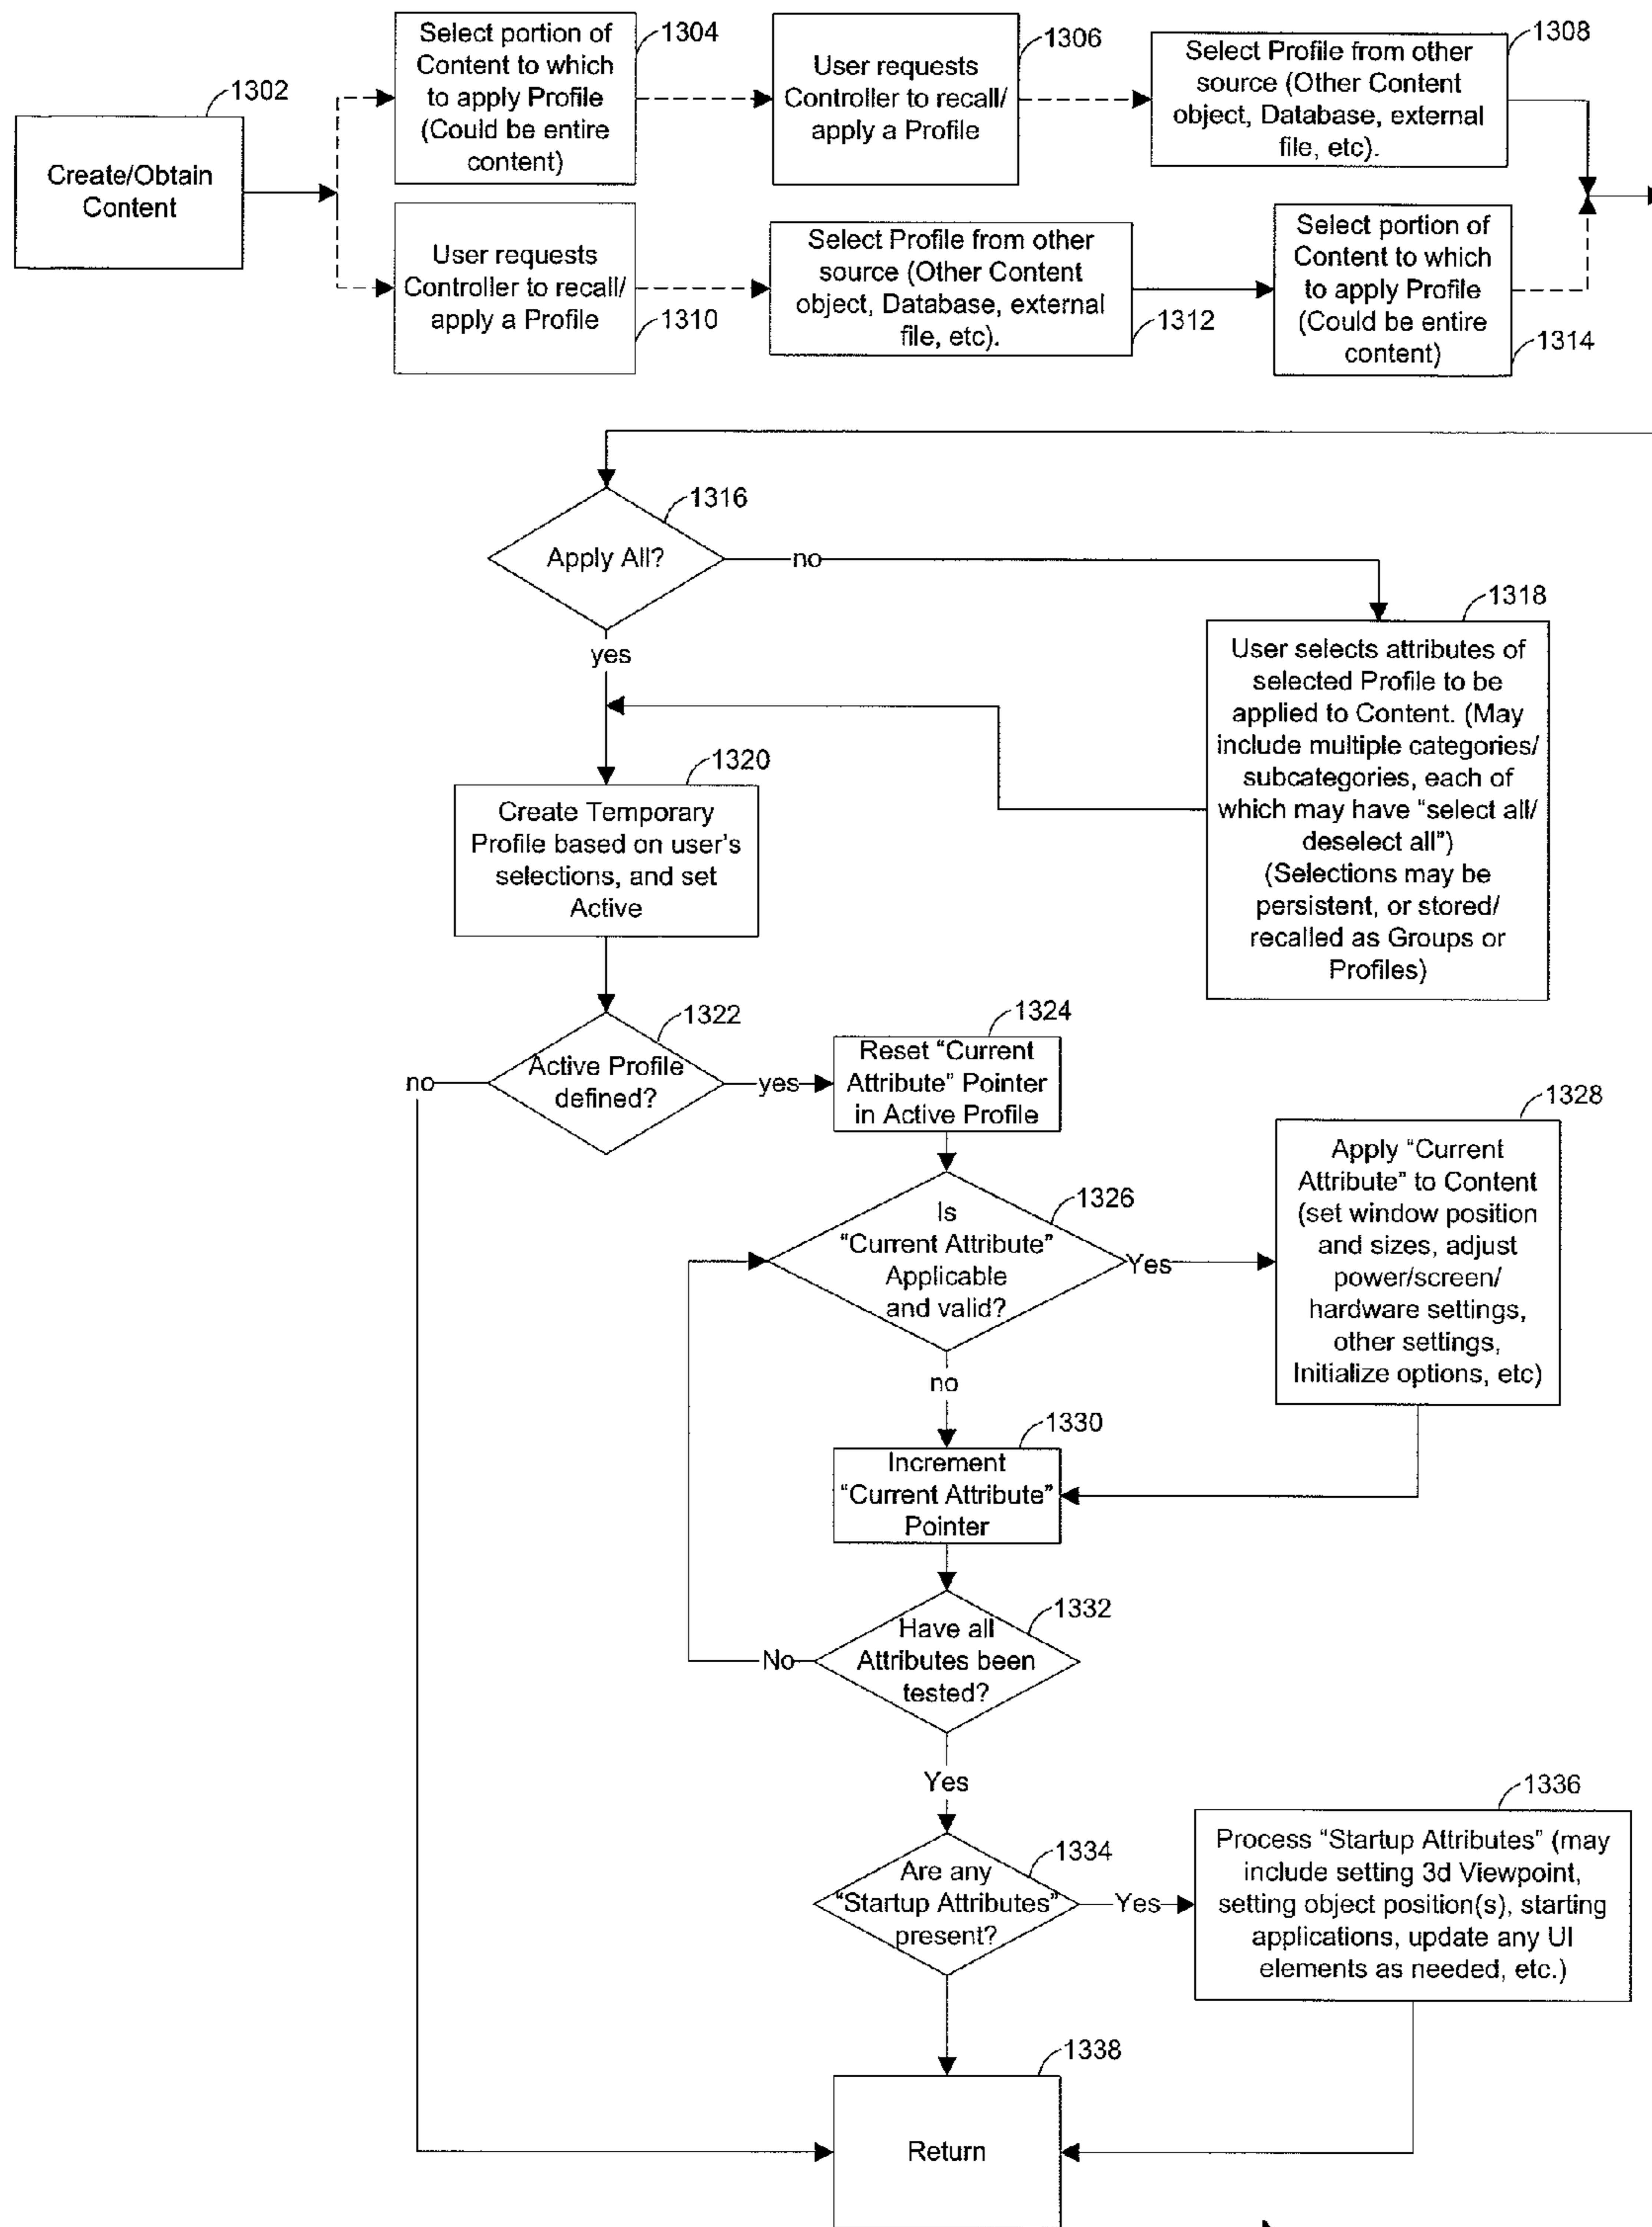 1302
Create/Obtain
Content
Select portion of
Content to which
to apply Profile
(Could be entire
content)
1304
User requests
Controller to recall/
apply a Profile
1306
Select Profile from other
source (Other Content
object, Database, external
file, etc).
1308
User requests
Controller to recall/
apply a Profile
1310
Select Profile from other
source (Other Content
object, Database, external
file, etc).
1312
Select portion of
Content to which
to apply Profile
(Could be entire
content)
1314
1316
Apply All?
no
yes
1318
User selects attributes of
selected Profile to be
applied to Content. (May
include multiple categories/
subcategories, each of
which may have “select all/
deselect all”)
(Selections may be
persistent, or stored/
recalled as Groups or
Profiles)
1320
Create Temporary
Profile based on user's
selections, and set
Active
1322
Active Profile
defined?
no
yes
1324
Reset “Current
Attribute” Pointer
in Active Profile
1326
Is
“Current Attribute”
Applicable
and valid?
Yes
no
1328
Apply “Current
Attribute” to Content
(set window position
and sizes, adjust
power/screen/
hardware settings,
other settings,
Initialize options, etc)
1330
Increment
“Current Attribute”
Pointer
1332
Have all
Attributes been
tested?
No
Yes
1334
Are any
“Startup Attributes”
present?
Yes
1336
Process “Startup Attributes” (may
include setting 3d Viewpoint,
setting object position(s), starting
applications, update any UI
elements as needed, etc.)
1338
Return